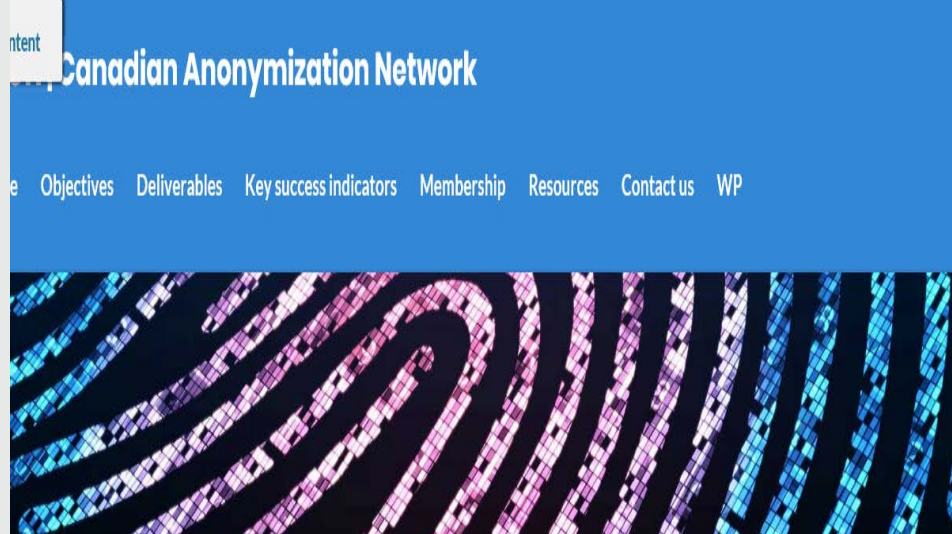 ntent
Canadian Anonymization Network
e Objectives Deliverables Key success indicators Membership Resources Contact us WP